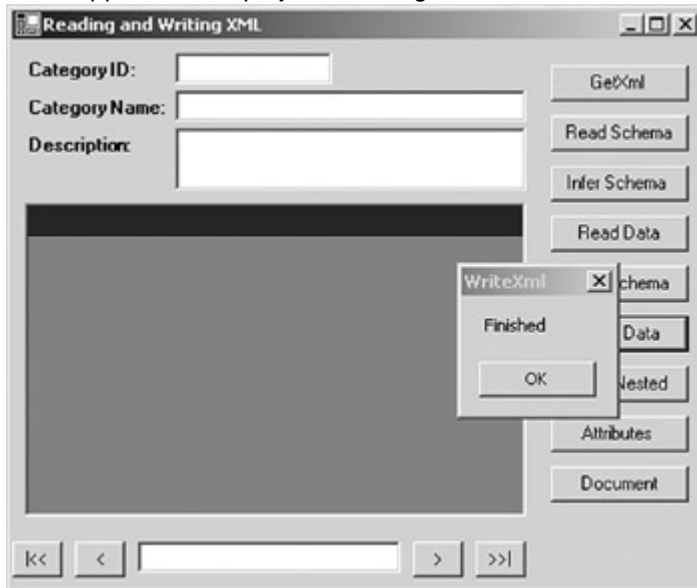 Reading and Writing XML
Category ID:
Category Name:
Description:
GetXml
Read Schema
Infer Schema
Read Data
chema
Data
Nested
Attributes
Document
WriteXml
Finished
OK
|<<
<
>
>>|